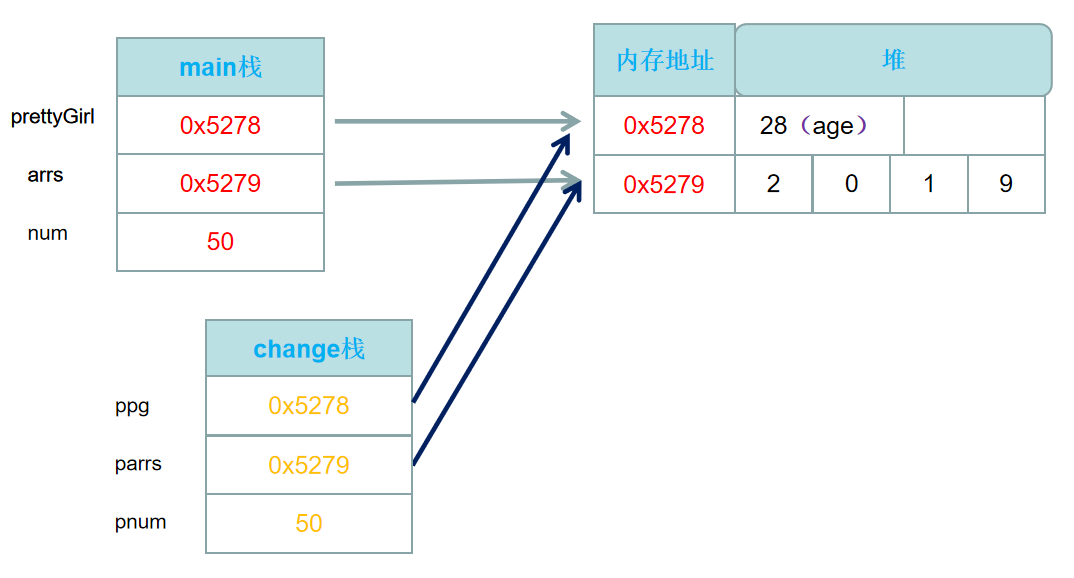 main栈
prettyGirl 0x5278
arrs 0x5279
num 50
内存地址 堆
0x5278 28（age）
0x5279 2 0 1 9
change栈
ppg 0x5278
parrs 0x5279
pnum 50